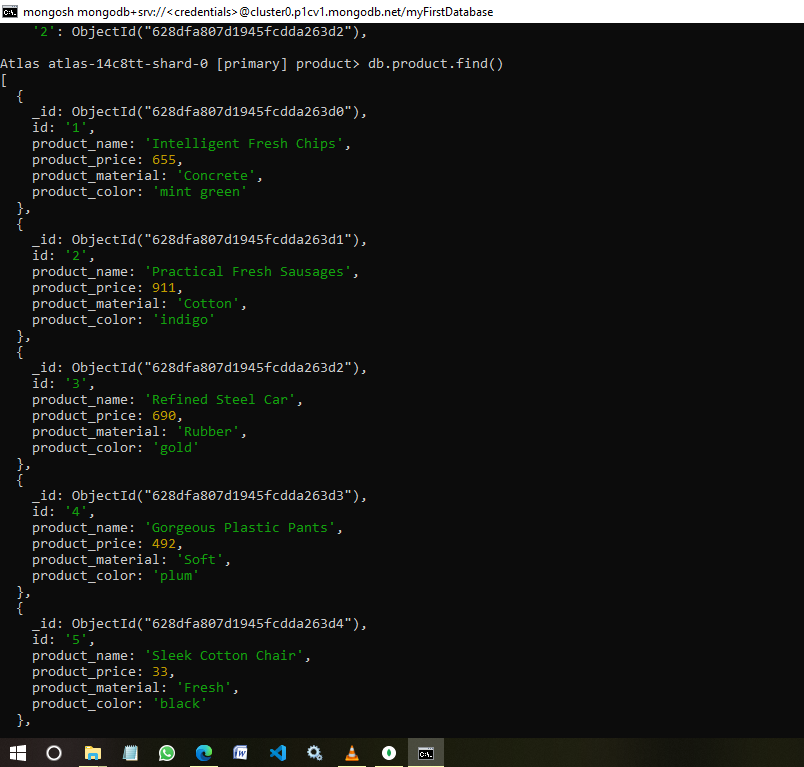 mongosh mongodb+srv://<credentials>@cluster0.p1cv1.mongodb.net/myFirstDatabase
'2': ObjectId("628dfa807d1945fcdda263d2"),
Atlas atlas-14c8tt-shard-0 [primary] product> db.product.find()
[
  {
    _id: ObjectId("628dfa807d1945fcdda263d0"),
    id: '1',
    product_name: 'Intelligent Fresh Chips',
    product_price: 655,
    product_material: 'Concrete',
    product_color: 'mint green'
  },
  {
    _id: ObjectId("628dfa807d1945fcdda263d1"),
    id: '2',
    product_name: 'Practical Fresh Sausages',
    product_price: 911,
    product_material: 'Cotton',
    product_color: 'indigo'
  },
  {
    _id: ObjectId("628dfa807d1945fcdda263d2"),
    id: '3',
    product_name: 'Refined Steel Car',
    product_price: 690,
    product_material: 'Rubber',
    product_color: 'gold'
  },
  {
    _id: ObjectId("628dfa807d1945fcdda263d3"),
    id: '4',
    product_name: 'Gorgeous Plastic Pants',
    product_price: 492,
    product_material: 'Soft',
    product_color: 'plum'
  },
  {
    _id: ObjectId("628dfa807d1945fcdda263d4"),
    id: '5',
    product_name: 'Sleek Cotton Chair',
    product_price: 33,
    product_material: 'Fresh',
    product_color: 'black'
  },